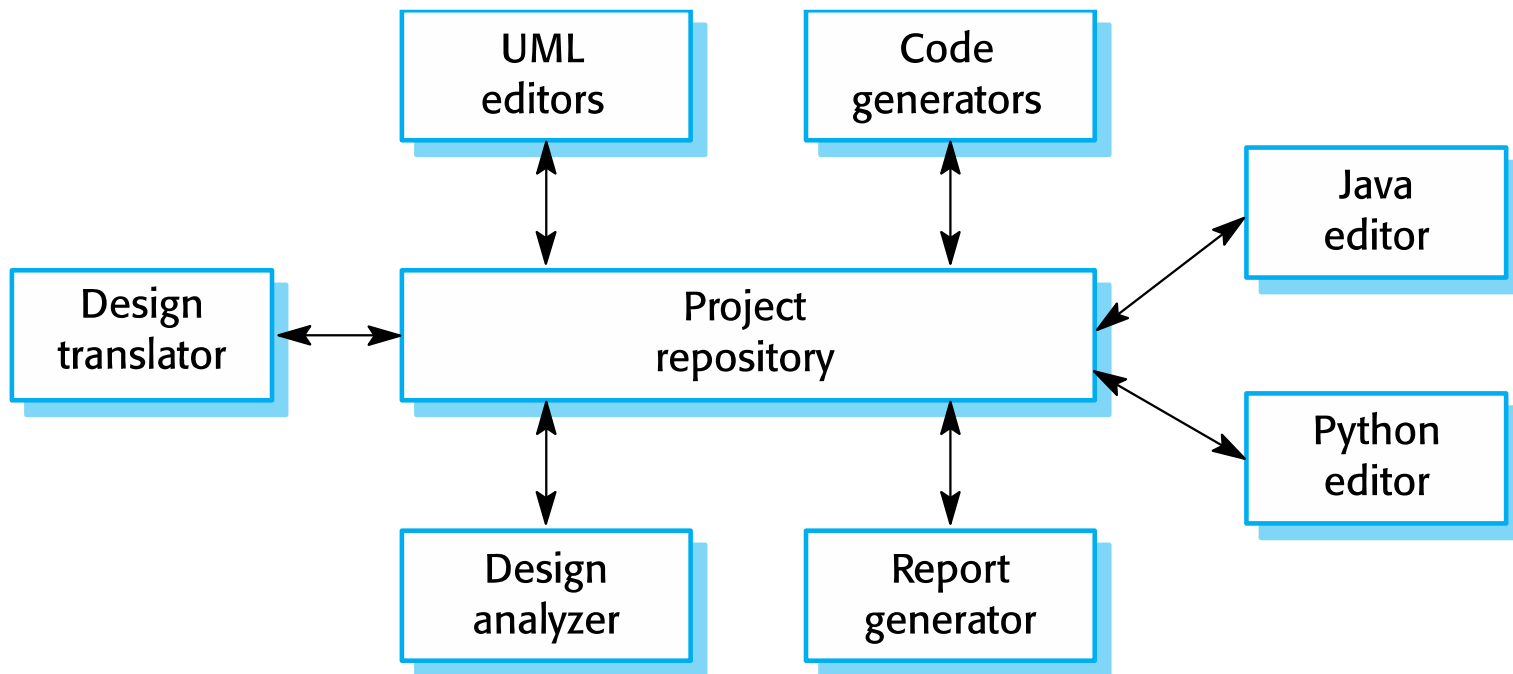 UML
editors
Code
generators
Java
editor
Design
translator
Project
repository
Python
editor
Design
analyzer
Report
generator